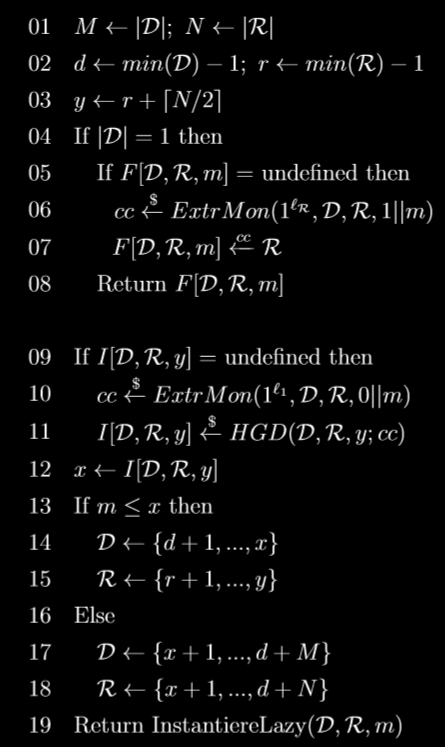 01 M ← |𝒟|; N ← |ℛ|
02 d ← min(𝒟) − 1; r ← min(ℛ) − 1
03 y ← r + ⌈N/2⌉
04 If |𝒟| = 1 then
05 If F[𝒟, ℛ, m] = undefined then
06 cc ←$ ExtrMon(1^{ℓ_ℛ}, 𝒟, ℛ, 1||m)
07 F[𝒟, ℛ, m] ←cc ℛ
08 Return F[𝒟, ℛ, m]
09 If I[𝒟, ℛ, y] = undefined then
10 cc ←$ ExtrMon(1^{ℓ_1}, 𝒟, ℛ, 0||m)
11 I[𝒟, ℛ, y] ←$ HGD(𝒟, ℛ, y; cc)
12 x ← I[𝒟, ℛ, y]
13 If m ≤ x then
14 𝒟 ← {d + 1, ..., x}
15 ℛ ← {r + 1, ..., y}
16 Else
17 𝒟 ← {x + 1, ..., d + M}
18 ℛ ← {x + 1, ..., d + N}
19 Return InstantiereLazy(𝒟, ℛ, m)